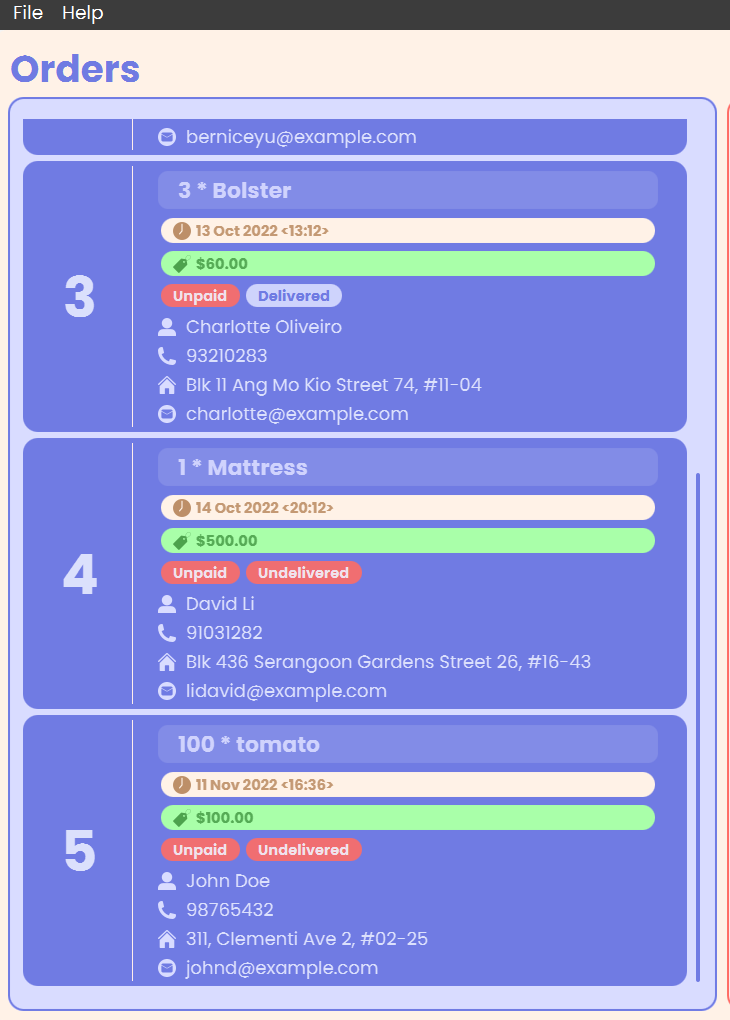 File Help
Orders
berniceyu@example.com
3
3 * Bolster
13 Oct 2022 <13:12>
$60.00
Unpaid Delivered
Charlotte Oliveiro
93210283
Blk 11 Ang Mo Kio Street 74, #11-04
charlotte@example.com
4
1 * Mattress
14 Oct 2022 <20:12>
$500.00
Unpaid Undelivered
David Li
91031282
Blk 436 Serangoon Gardens Street 26, #16-43
lidavid@example.com
5
100 * tomato
11 Nov 2022 <16:36>
$100.00
Unpaid Undelivered
John Doe
98765432
311, Clementi Ave 2, #02-25
johnd@example.com